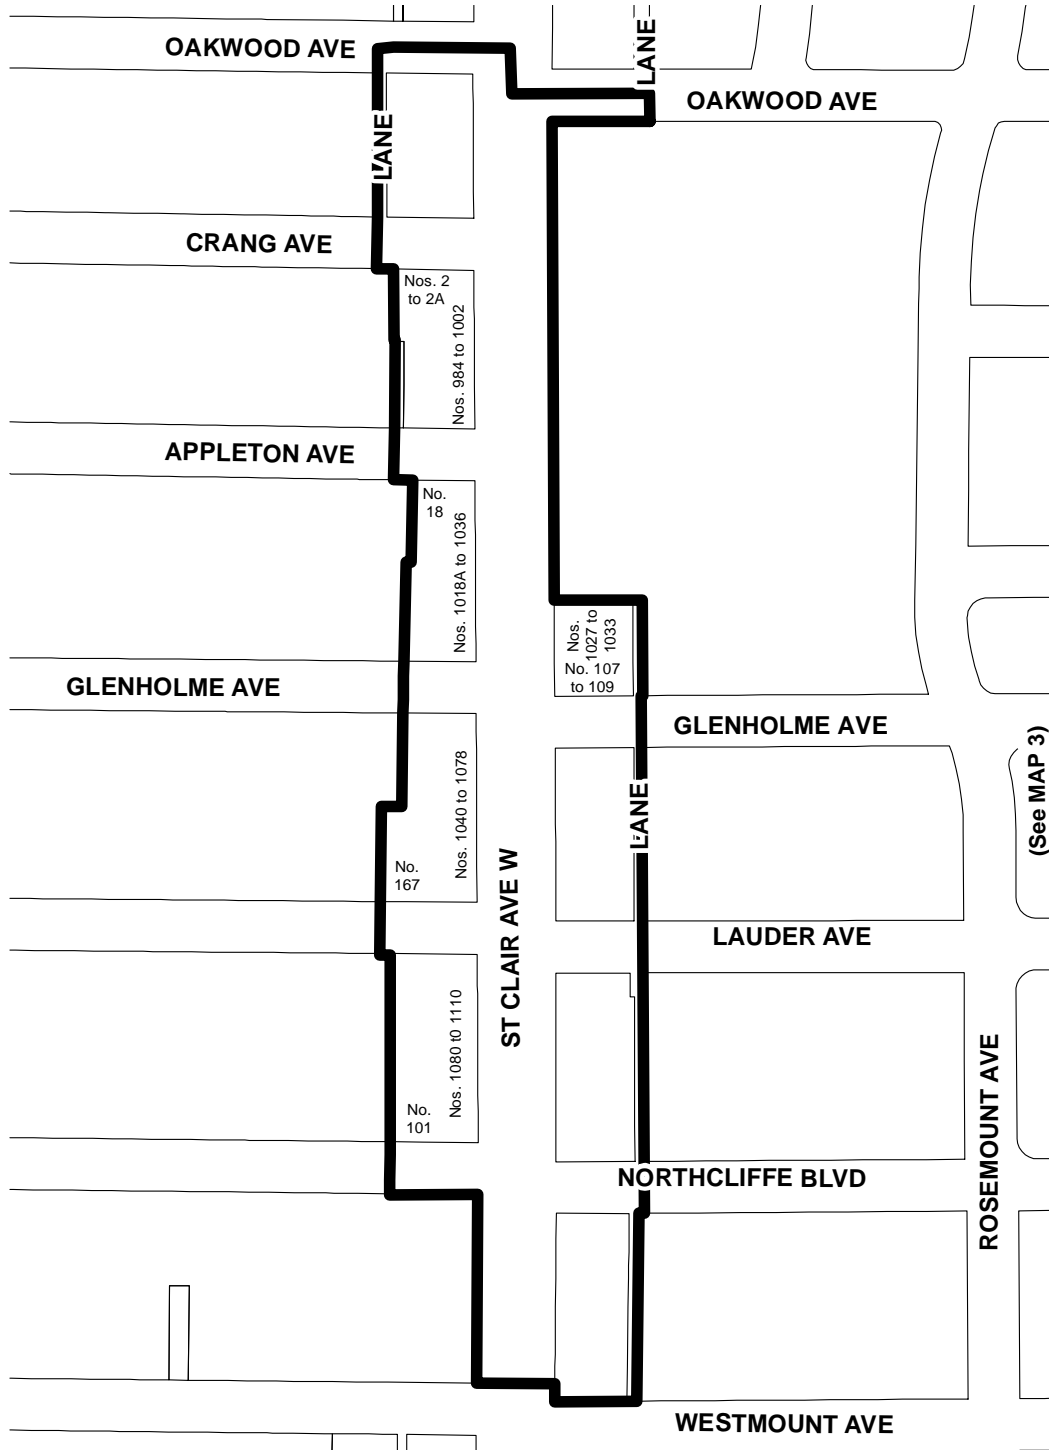 OAKWOOD AVE
LANE
OAKWOOD AVE
LANE
CRANG AVE
Nos. 2
to 2A
Nos. 984 to 1002
APPLETON AVE
No.
18
Nos. 1018A to 1036
Nos.
1027 to
1033
No. 107
to 109
GLENHOLME AVE
GLENHOLME AVE
(See MAP 3)
Nos. 1040 to 1078
LANE
No.
167
ST CLAIR AVE W
LAUDER AVE
Nos. 1080 t0 1110
No.
101
ROSEMOUNT AVE
NORTHCLIFFE BLVD
WESTMOUNT AVE